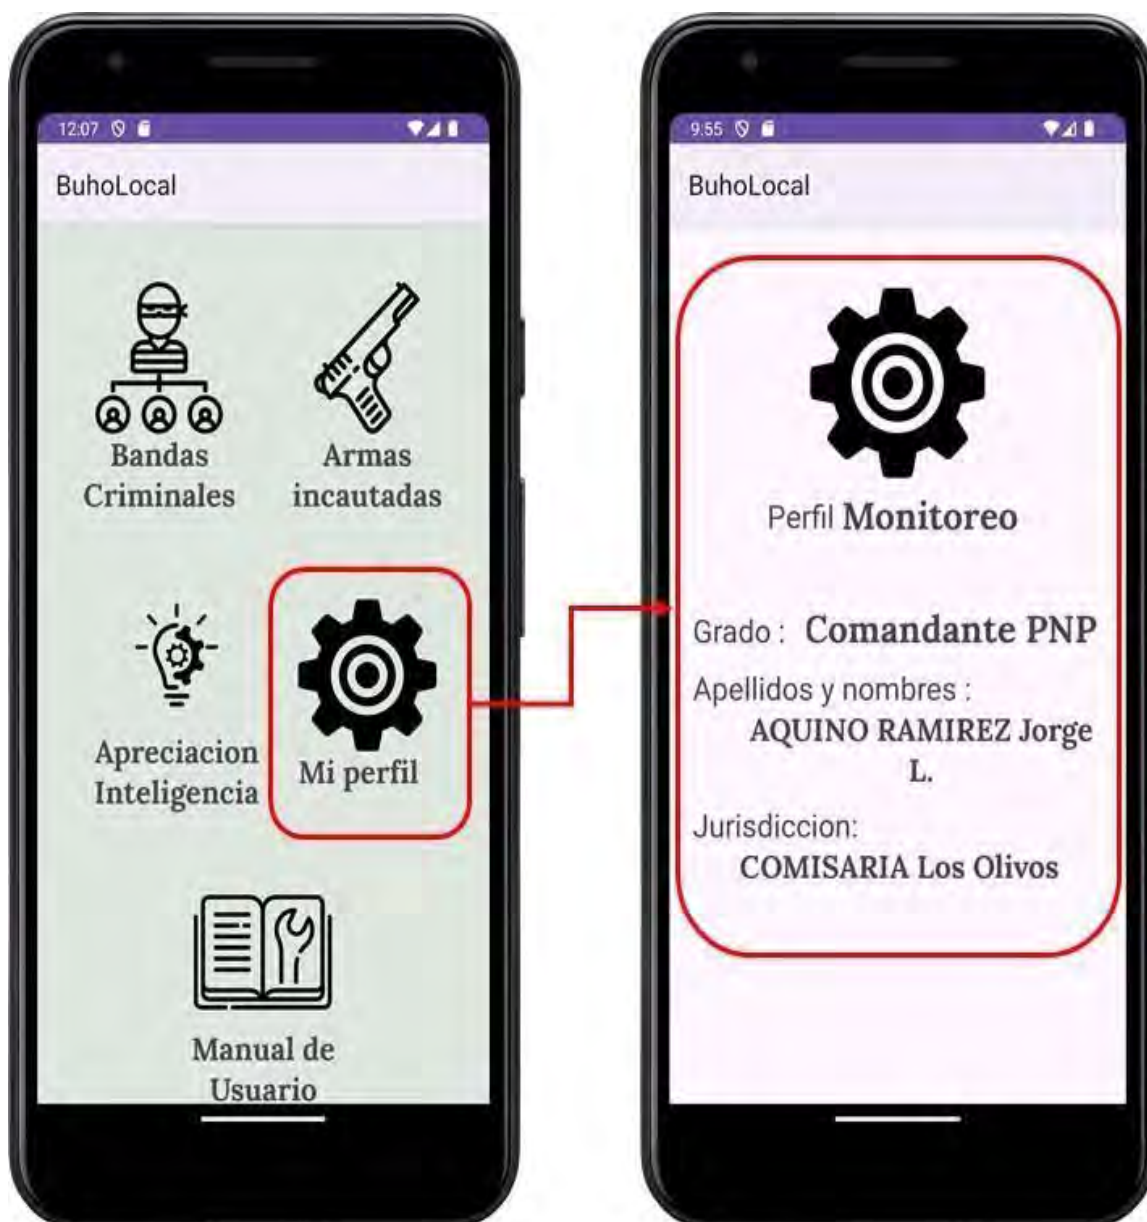 12:07
BuhoLocal
Bandas
Criminales
Armas
incautadas
Apreciacion
Inteligencia
Mi perfil
Manual de
Usuario
9:55
BuhoLocal
Perfil Monitoreo
Grado : Comandante PNP
Apellidos y nombres :
AQUINO RAMIREZ Jorge
L.
Jurisdiccion:
COMISARIA Los Olivos